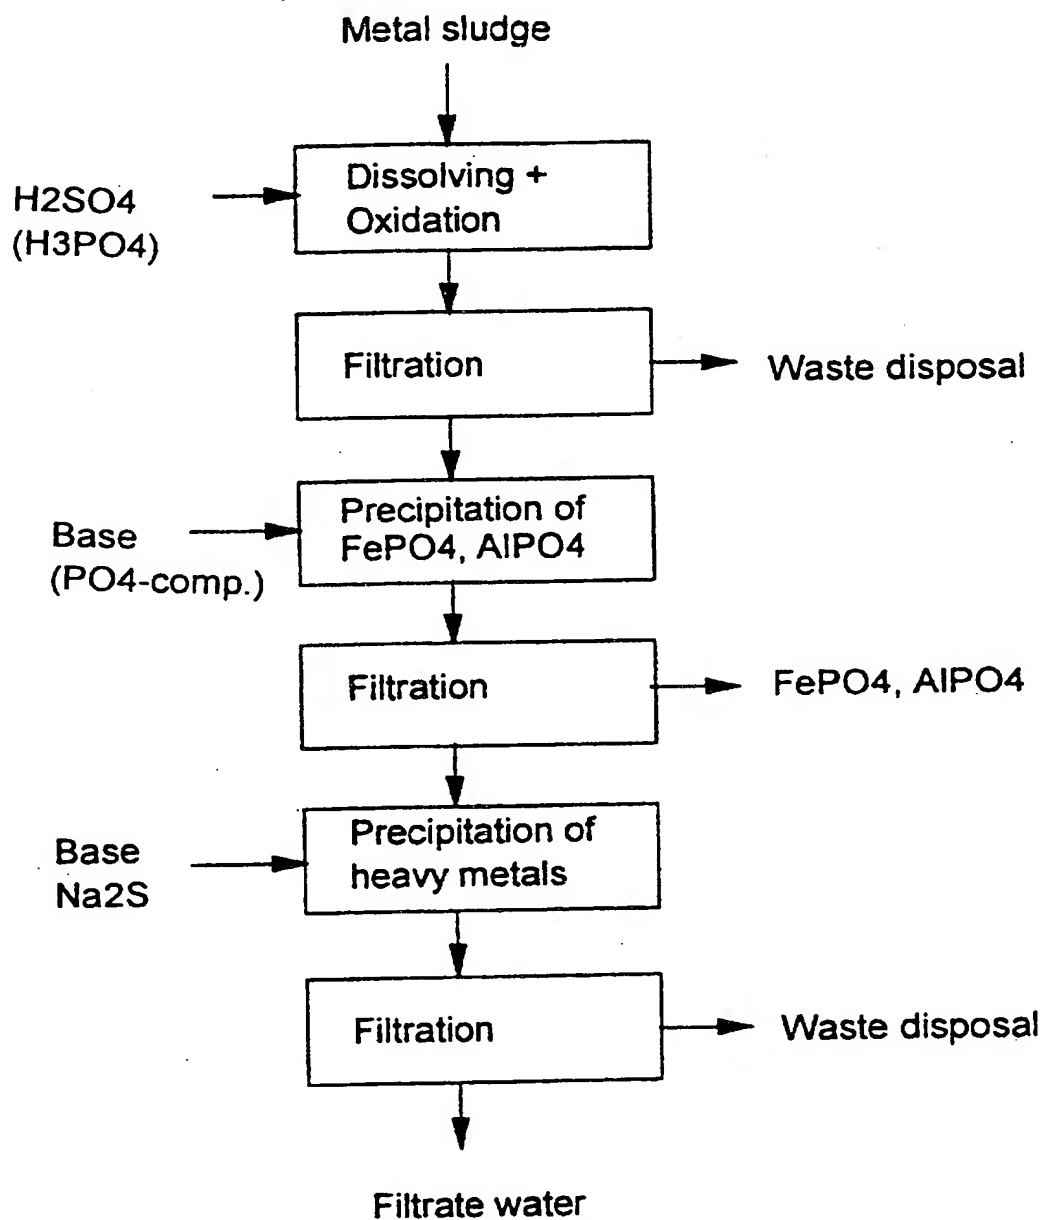 Metal sludge
Dissolving +
Oxidation
H2SO4
(H3PO4)
Filtration
Waste disposal
Precipitation of
FePO4, AlPO4
Base
(PO4-comp.)
Filtration
FePO4, AlPO4
Precipitation of
heavy metals
Base
Na2S
Filtration
Waste disposal
Filtrate water